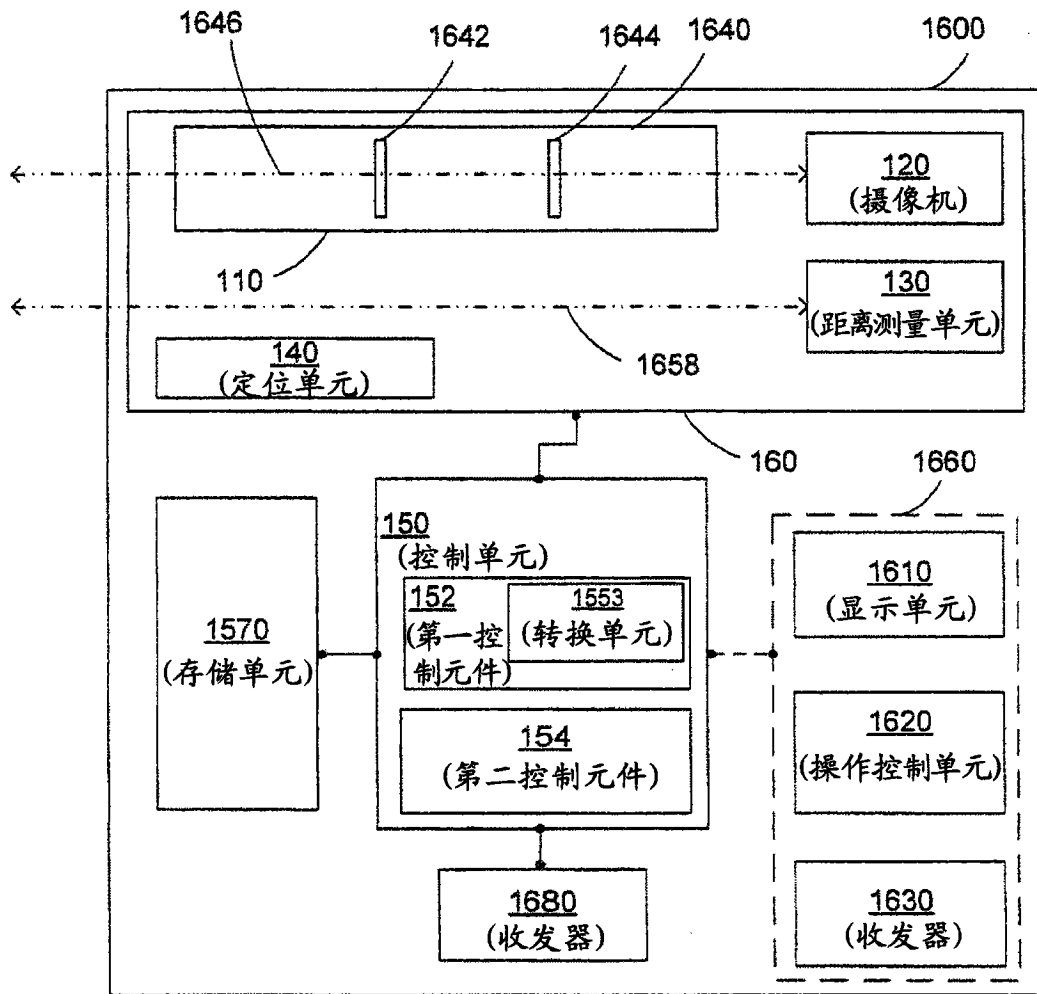 1646
1642
1644
1640
1600
120
(摄像机)
110
130
(距离测量单元)
140
(定位单元)
1658
160
1660
150
(控制单元)
152
(第一控
制元件)
1553
(转换单元)
154
(第二控制元件)
1570
(存储单元)
1610
(显示单元)
1620
(操作控制单元)
1680
(收发器)
1630
(收发器)